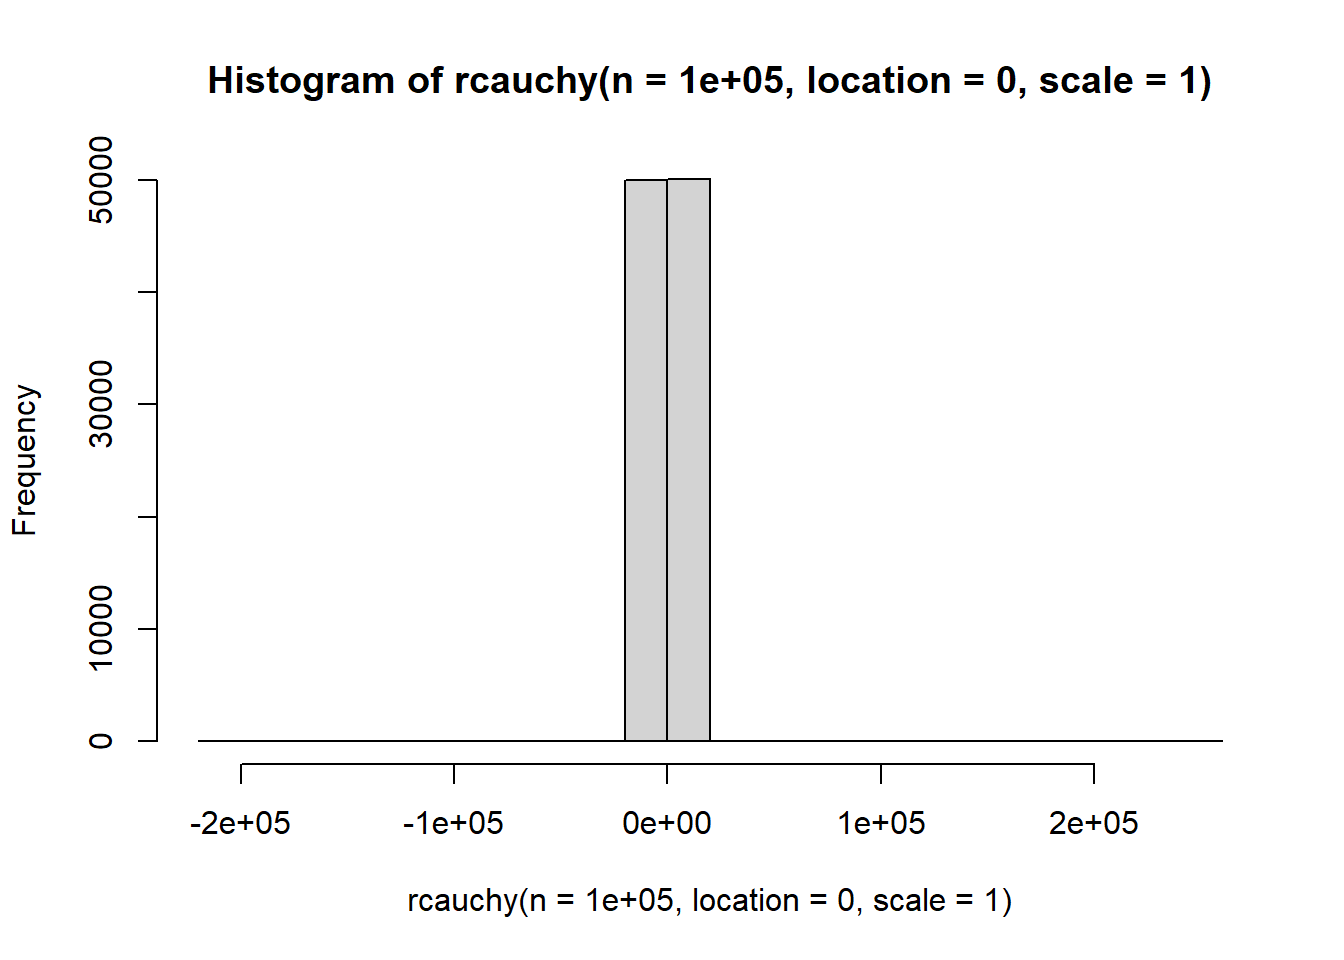 Histogram of rcauchy(n = 1e+05, location = 0, scale = 1)
Frequency
50000
30000
10000
0
-2e+05 -1e+05 0e+00 1e+05 2e+05
rcauchy(n = 1e+05, location = 0, scale = 1)